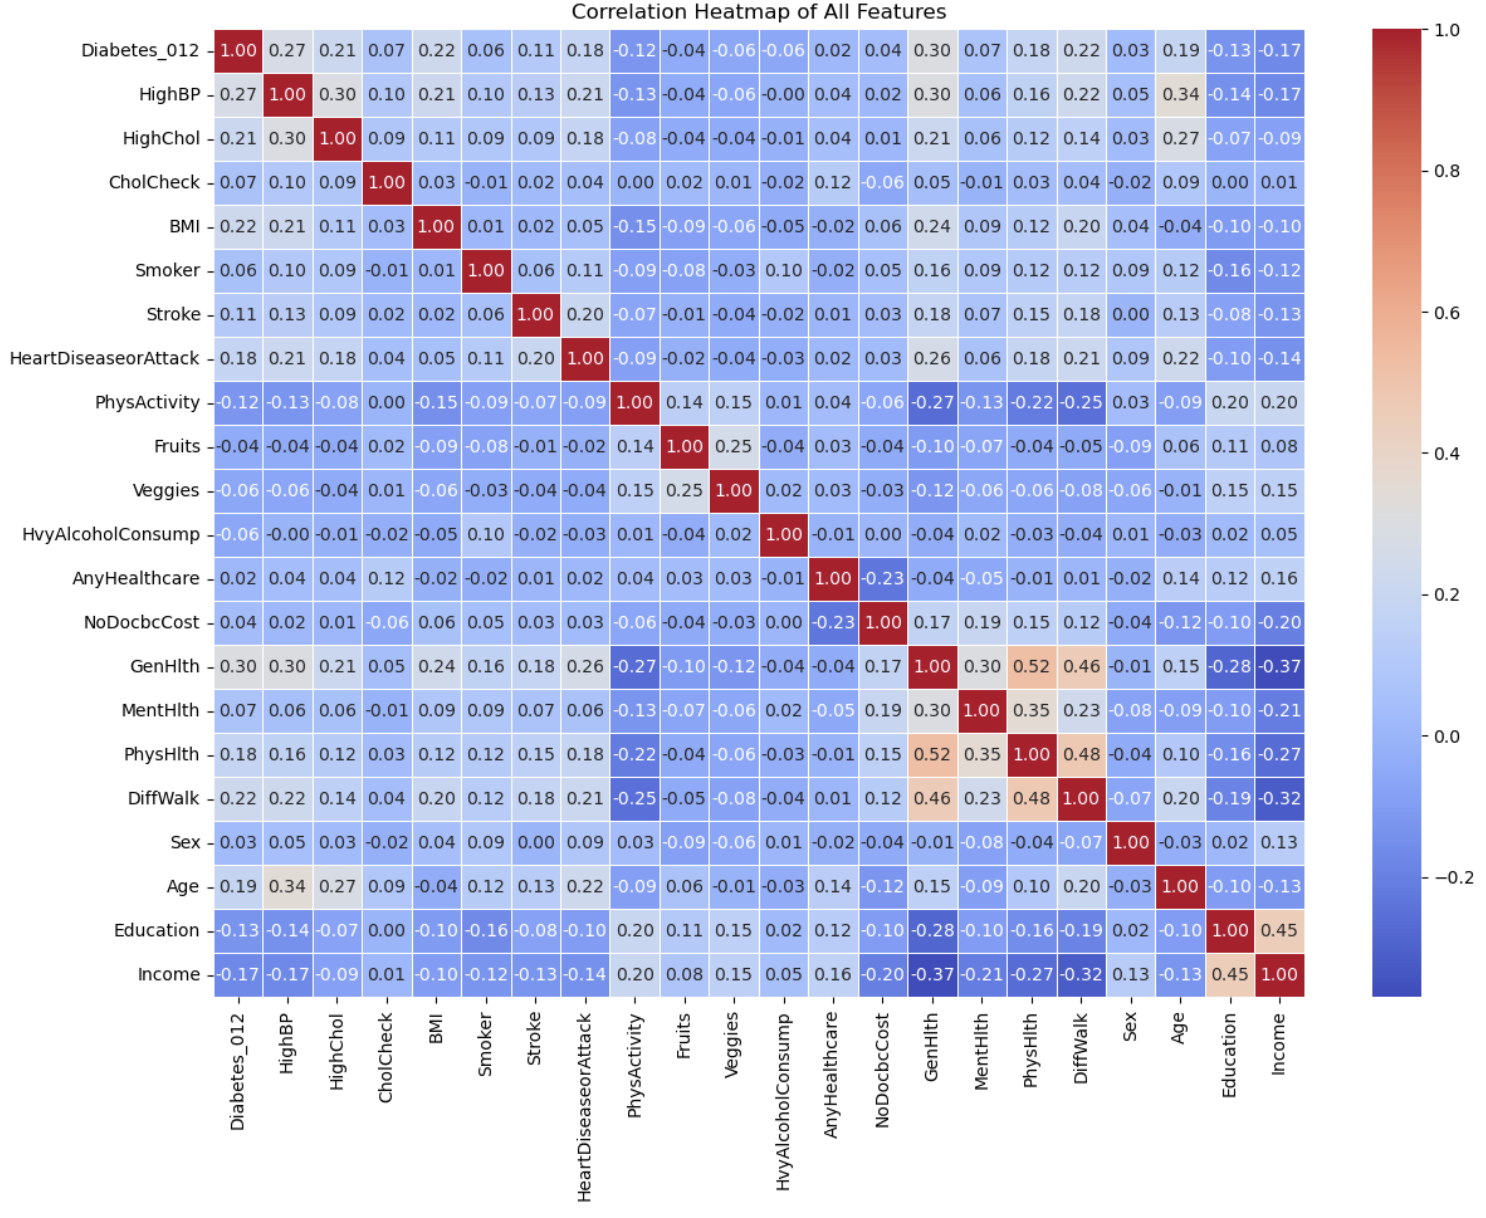 Correlation Heatmap of All Features
Diabetes_012 1.00 0.27 0.21 0.07 0.22 0.06 0.11 0.18 -0.12 -0.04 -0.06 -0.06 0.02 0.04 0.30 0.07 0.18 0.22 0.03 0.19 -0.13 -0.17
HighBP 0.27 1.00 0.30 0.10 0.21 0.10 0.13 0.21 -0.13 -0.04 -0.06 -0.00 0.04 0.02 0.30 0.06 0.16 0.22 0.05 0.34 -0.14 -0.17
HighChol 0.21 0.30 1.00 0.09 0.11 0.09 0.09 0.18 -0.08 -0.04 -0.04 -0.01 0.04 0.01 0.21 0.06 0.12 0.14 0.03 0.27 -0.07 -0.09
CholCheck 0.07 0.10 0.09 1.00 0.03 -0.01 0.02 0.04 0.00 0.02 0.01 -0.02 0.12 -0.06 0.05 -0.01 0.03 0.04 -0.02 0.09 0.00 0.01
BMI 0.22 0.21 0.11 0.03 1.00 0.01 0.02 0.05 -0.15 -0.09 -0.06 -0.05 -0.02 0.06 0.24 0.09 0.12 0.20 0.04 -0.04 -0.10 -0.10
Smoker 0.06 0.10 0.09 -0.01 0.01 1.00 0.06 0.11 -0.09 -0.08 -0.03 0.10 -0.02 0.05 0.16 0.09 0.12 0.12 0.09 0.12 -0.16 -0.12
Stroke 0.11 0.13 0.09 0.02 0.02 0.06 1.00 0.20 -0.07 -0.01 -0.04 -0.02 0.01 0.03 0.18 0.07 0.15 0.18 0.00 0.13 -0.08 -0.13
HeartDiseaseorAttack 0.18 0.21 0.18 0.04 0.05 0.11 0.20 1.00 -0.09 -0.02 -0.04 -0.03 0.02 0.03 0.26 0.06 0.18 0.21 0.09 0.22 -0.10 -0.14
PhysActivity -0.12 -0.13 -0.08 0.00 -0.15 -0.09 -0.07 -0.09 1.00 0.14 0.15 0.01 0.04 -0.06 -0.27 -0.13 -0.22 -0.25 0.03 -0.09 0.20 0.20
Fruits -0.04 -0.04 -0.04 0.02 -0.09 -0.08 -0.01 -0.02 0.14 1.00 0.25 -0.04 0.03 -0.04 -0.10 -0.07 -0.04 -0.05 -0.09 0.06 0.11 0.08
Veggies -0.06 -0.06 -0.04 0.01 -0.06 -0.03 -0.04 -0.04 0.15 0.25 1.00 0.02 0.03 -0.03 -0.12 -0.06 -0.06 -0.08 -0.06 -0.01 0.15 0.15
HvyAlcoholConsump -0.06 -0.00 -0.01 -0.02 -0.05 0.10 -0.02 -0.03 0.01 -0.04 0.02 1.00 -0.01 0.00 -0.04 0.02 -0.03 -0.04 0.01 -0.03 0.02 0.05
AnyHealthcare 0.02 0.04 0.04 0.12 -0.02 -0.02 0.01 0.02 0.04 0.03 0.03 -0.01 1.00 -0.23 -0.04 -0.05 -0.01 0.01 -0.02 0.14 0.12 0.16
NoDocbcCost 0.04 0.02 0.01 -0.06 0.06 0.05 0.03 0.03 -0.06 -0.04 -0.03 0.00 -0.23 1.00 0.17 0.19 0.15 0.12 -0.04 -0.12 -0.10 -0.20
GenHlth 0.30 0.30 0.21 0.05 0.24 0.16 0.18 0.26 -0.27 -0.10 -0.12 -0.04 -0.04 0.17 1.00 0.30 0.52 0.46 -0.01 0.15 -0.28 -0.37
MentHlth 0.07 0.06 0.06 -0.01 0.09 0.09 0.07 0.06 -0.13 -0.07 -0.06 0.02 -0.05 0.19 0.30 1.00 0.35 0.23 -0.08 -0.09 -0.10 -0.21
PhysHlth 0.18 0.16 0.12 0.03 0.12 0.12 0.15 0.18 -0.22 -0.04 -0.06 -0.03 -0.01 0.15 0.52 0.35 1.00 0.48 -0.04 0.10 -0.16 -0.27
DiffWalk 0.22 0.22 0.14 0.04 0.20 0.12 0.18 0.21 -0.25 -0.05 -0.08 -0.04 0.01 0.12 0.46 0.23 0.48 1.00 -0.07 0.20 -0.19 -0.32
Sex 0.03 0.05 0.03 -0.02 0.04 0.09 0.00 0.09 0.03 -0.09 -0.06 0.01 -0.02 -0.04 -0.01 -0.08 -0.04 -0.07 1.00 -0.03 0.02 0.13
Age 0.19 0.34 0.27 0.09 -0.04 0.12 0.13 0.22 -0.09 0.06 -0.01 -0.03 0.14 -0.12 0.15 -0.09 0.10 0.20 -0.03 1.00 -0.10 -0.13
Education -0.13 -0.14 -0.07 0.00 -0.10 -0.16 -0.08 -0.10 0.20 0.11 0.15 0.02 0.12 -0.10 -0.28 -0.10 -0.16 -0.19 0.02 -0.10 1.00 0.45
Income -0.17 -0.17 -0.09 0.01 -0.10 -0.12 -0.13 -0.14 0.20 0.08 0.15 0.05 0.16 -0.20 -0.37 -0.21 -0.27 -0.32 0.13 -0.13 0.45 1.00
Diabetes_012
HighBP
HighChol
CholCheck
BMI
Smoker
Stroke
HeartDiseaseorAttack
PhysActivity
Fruits
Veggies
HvyAlcoholConsump
AnyHealthcare
NoDocbcCost
GenHlth
MentHlth
PhysHlth
DiffWalk
Sex
Age
Education
Income
1.0
0.8
0.6
0.4
0.2
0.0
−0.2